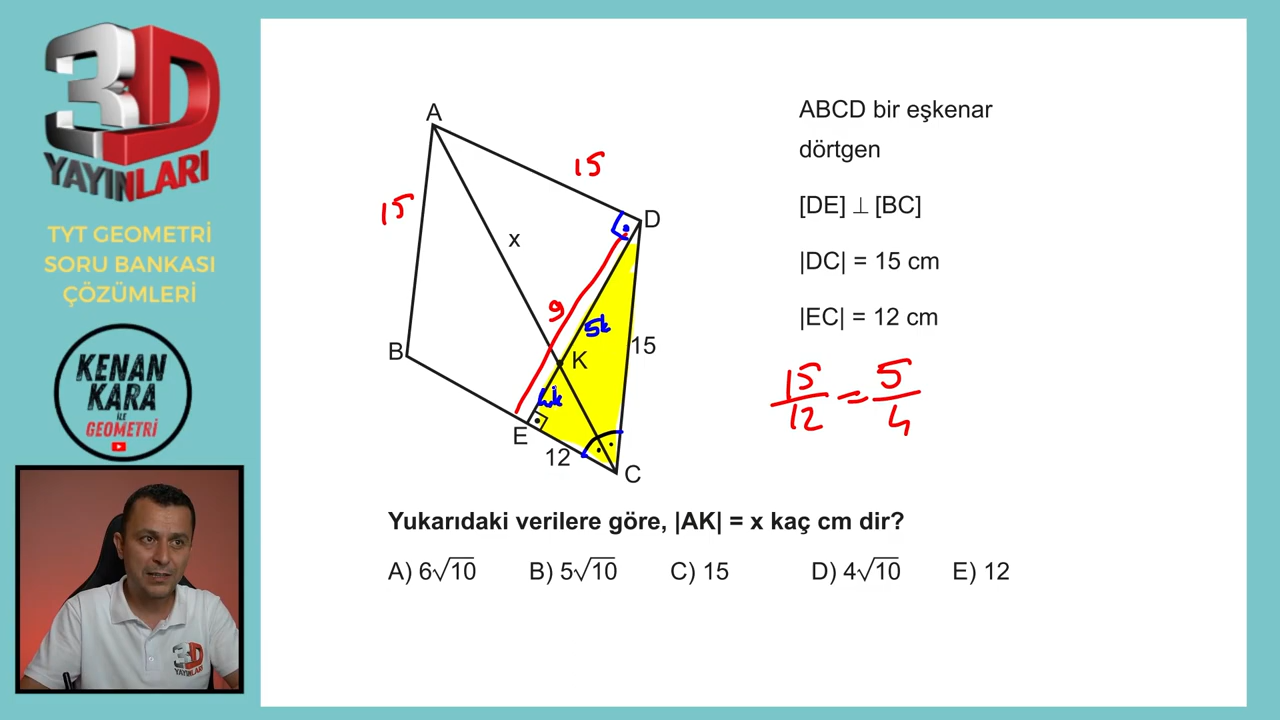 3D
YAYINLARI
TYT GEOMETRİ
SORU BANKASI
ÇÖZÜMLERİ
KENAN
KARA
İLE
GEOMETRİ
3D
YAYINLARI
A
15
15
D
x
9
5k
B
K
15
4k
E
12
C
ABCD bir eşkenar
dörtgen
[DE] ⊥ [BC]
|DC| = 15 cm
|EC| = 12 cm
15/12 = 5/4
Yukarıdaki verilere göre, |AK| = x kaç cm dir?
A) 6√10 B) 5√10 C) 15 D) 4√10 E) 12